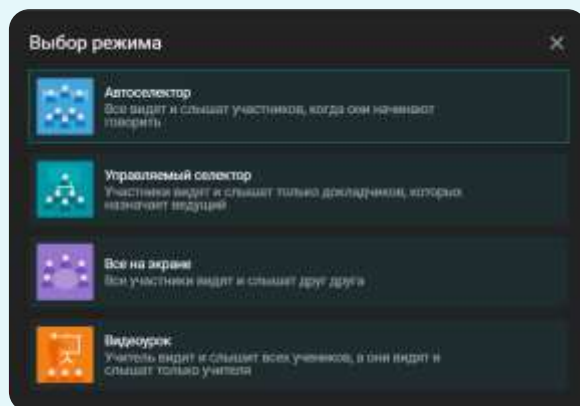 Выбор режима
Автоселектор
Все видят и слышат участников, когда они начинают
говорить
Управляемый селектор
Участники видят и слышат только докладчиков, которых
назначает ведущий
Все на экране
Все участники видят и слышат друг друга
Видеоурок
Учитель видит и слышит всех учеников, а они видят и
слышат только учителя